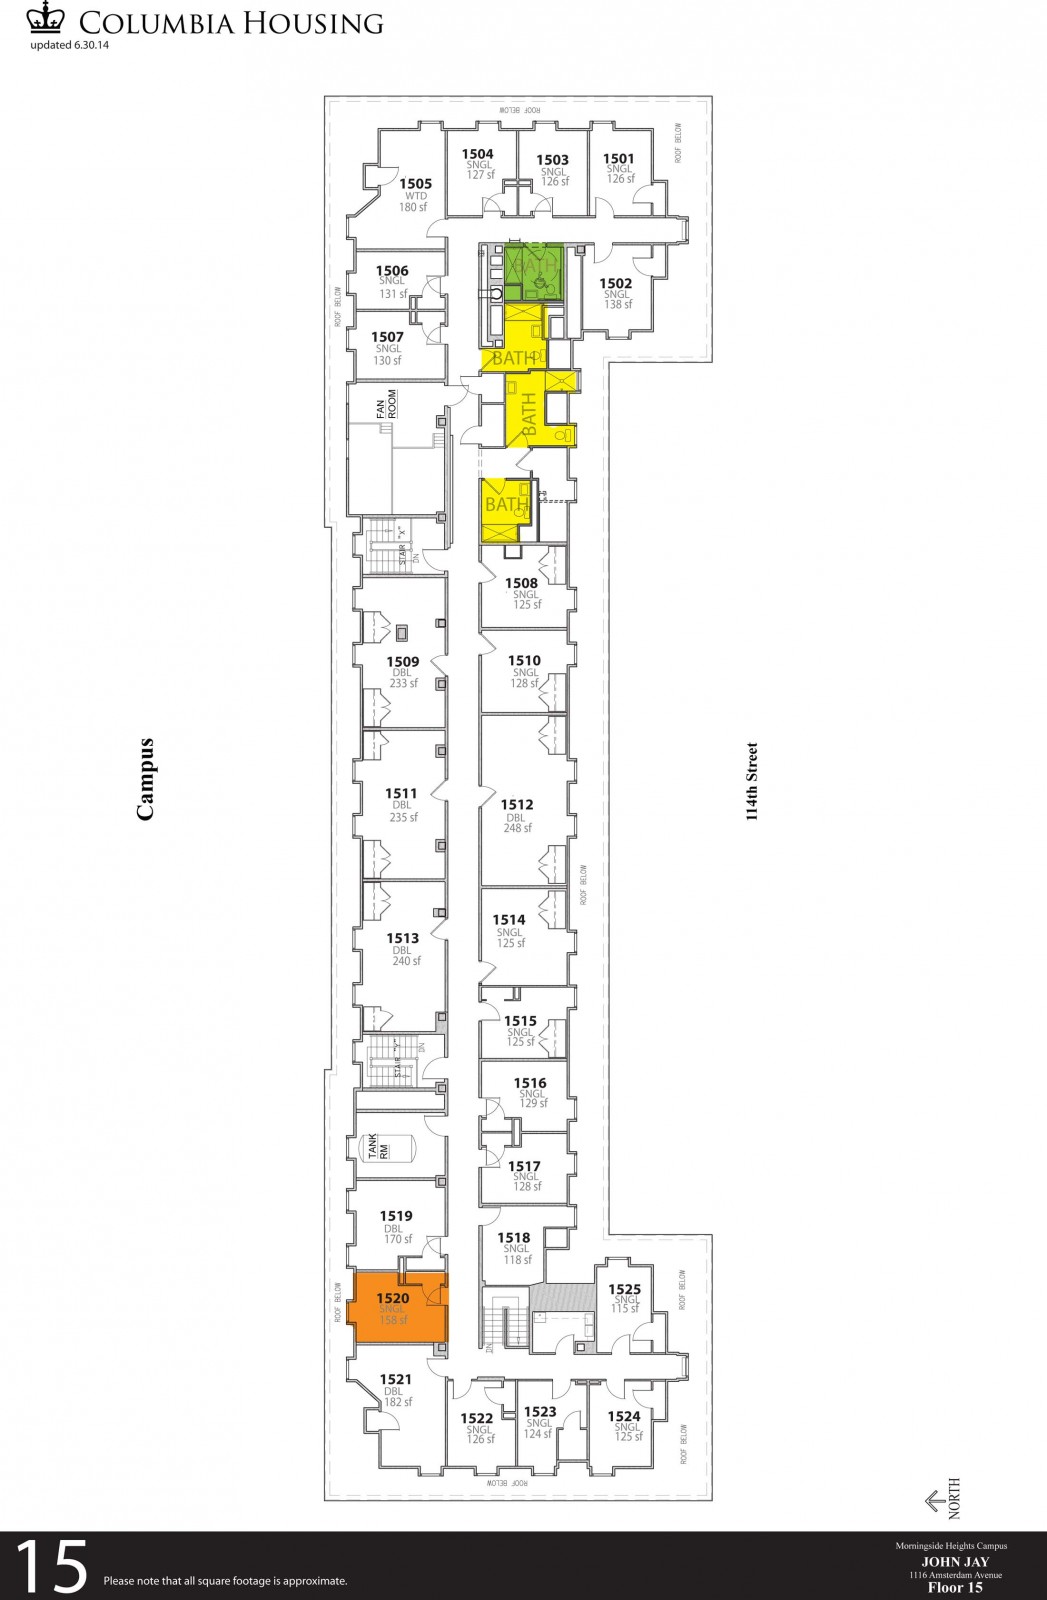 COLUMBIA HOUSING
updated 6.30.14
ROOF BELOW
ROOF BELOW
1504
SNGL
127 sf
1503
SNGL
126 sf
1501
SNGL
126 sf
1505
WTD
180 sf
BATH
1506
SNGL
131 sf
1502
SNGL
138 sf
ROOF BELOW
1507
SNGL
130 sf
BATH
FAN
ROOM
BATH
BATH
STAIR "X"
DN
1508
SNGL
125 sf
1509
DBL
233 sf
1510
SNGL
128 sf
Campus
114th Street
1511
DBL
235 sf
1512
DBL
248 sf
ROOF BELOW
1513
DBL
240 sf
1514
SNGL
125 sf
1515
SNGL
125 sf
STAIR "Y"
DN
1516
SNGL
129 sf
TANK
RM
1517
SNGL
128 sf
1519
DBL
170 sf
1518
SNGL
118 sf
ROOF BELOW
1520
SNGL
158 sf
1525
SNGL
115 sf
ROOF BELOW
DN
1521
DBL
182 sf
1522
SNGL
126 sf
1523
SNGL
124 sf
1524
SNGL
125 sf
ROOF BELOW
ROOF BELOW
NORTH
15
Please note that all square footage is approximate.
Morningside Heights Campus
JOHN JAY
1116 Amsterdam Avenue
Floor 15